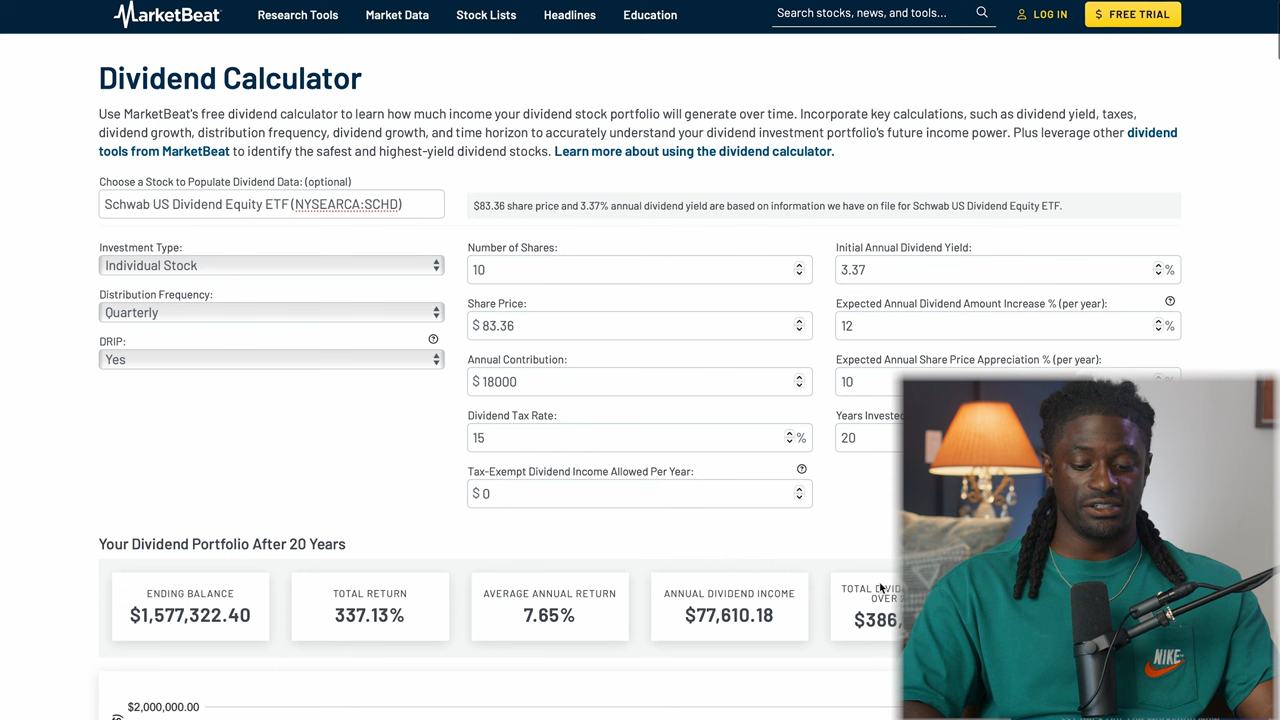 MarketBeat
Research Tools
Market Data
Stock Lists
Headlines
Education
Search stocks, news, and tools...
LOG IN
$ FREE TRIAL
Dividend Calculator
Use MarketBeat's free dividend calculator to learn how much income your dividend stock portfolio will generate over time. Incorporate key calculations, such as dividend yield, taxes,
dividend growth, distribution frequency, dividend growth, and time horizon to accurately understand your dividend investment portfolio's future income power. Plus leverage other dividend
tools from MarketBeat to identify the safest and highest-yield dividend stocks. Learn more about using the dividend calculator.
Choose a Stock to Populate Dividend Data: (optional)
Schwab US Dividend Equity ETF (NYSEARCA:SCHD)
$83.36 share price and 3.37% annual dividend yield are based on information we have on file for Schwab US Dividend Equity ETF.
Investment Type:
Individual Stock
Distribution Frequency:
Quarterly
DRIP:
Yes
Number of Shares:
10
Share Price:
$ 83.36
Annual Contribution:
$ 18000
Dividend Tax Rate:
15 %
Tax-Exempt Dividend Income Allowed Per Year:
$ 0
Initial Annual Dividend Yield:
3.37 %
Expected Annual Dividend Amount Increase % (per year):
12 %
Expected Annual Share Price Appreciation % (per year):
10
Years Invested
20
Your Dividend Portfolio After 20 Years
ENDING BALANCE
$1,577,322.40
TOTAL RETURN
337.13%
AVERAGE ANNUAL RETURN
7.65%
ANNUAL DIVIDEND INCOME
$77,610.18
TOTAL
OVER
$386,
$2,000,000.00
NIKE